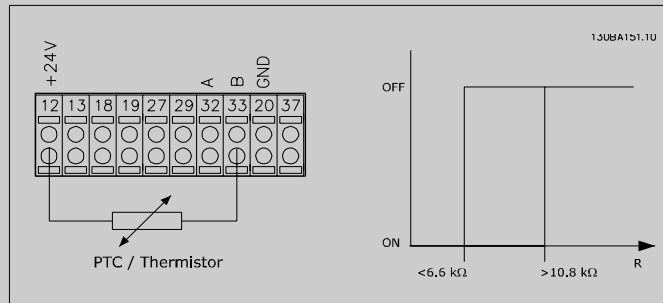 130BA151.10
+24V
A
B
GND
12 13 18 19 27 29 32 33 20 37
PTC / Thermistor
OFF
ON
R
<6.6 kΩ
>10.8 kΩ